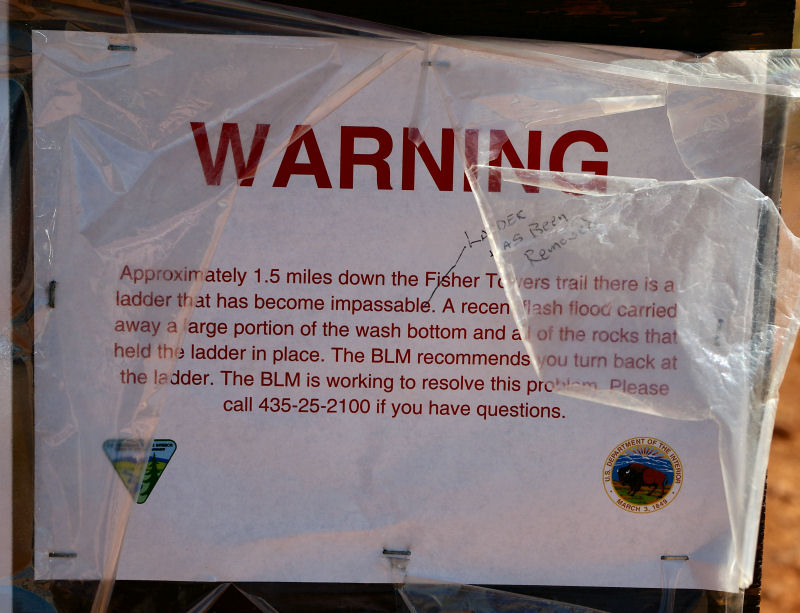 WARNING
LADDER
HAS Been
Removed
Approximately 1.5 miles down the Fisher Towers trail there is a
ladder that has become impassable. A recent flash flood carried
away a large portion of the wash bottom and all of the rocks that
held the ladder in place. The BLM recommends you turn back at
the ladder. The BLM is working to resolve this problem. Please
call 435-25-2100 if you have questions.
U.S. DEPARTMENT OF THE INTERIOR
MARCH 3, 1849